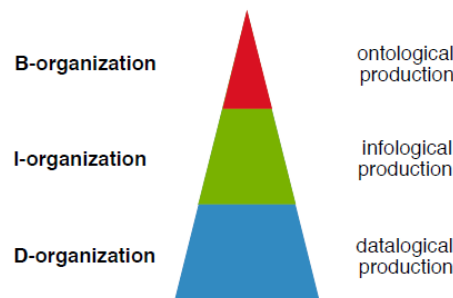 B-organization
ontological
production
I-organization
infological
production
D-organization
datalogical
production